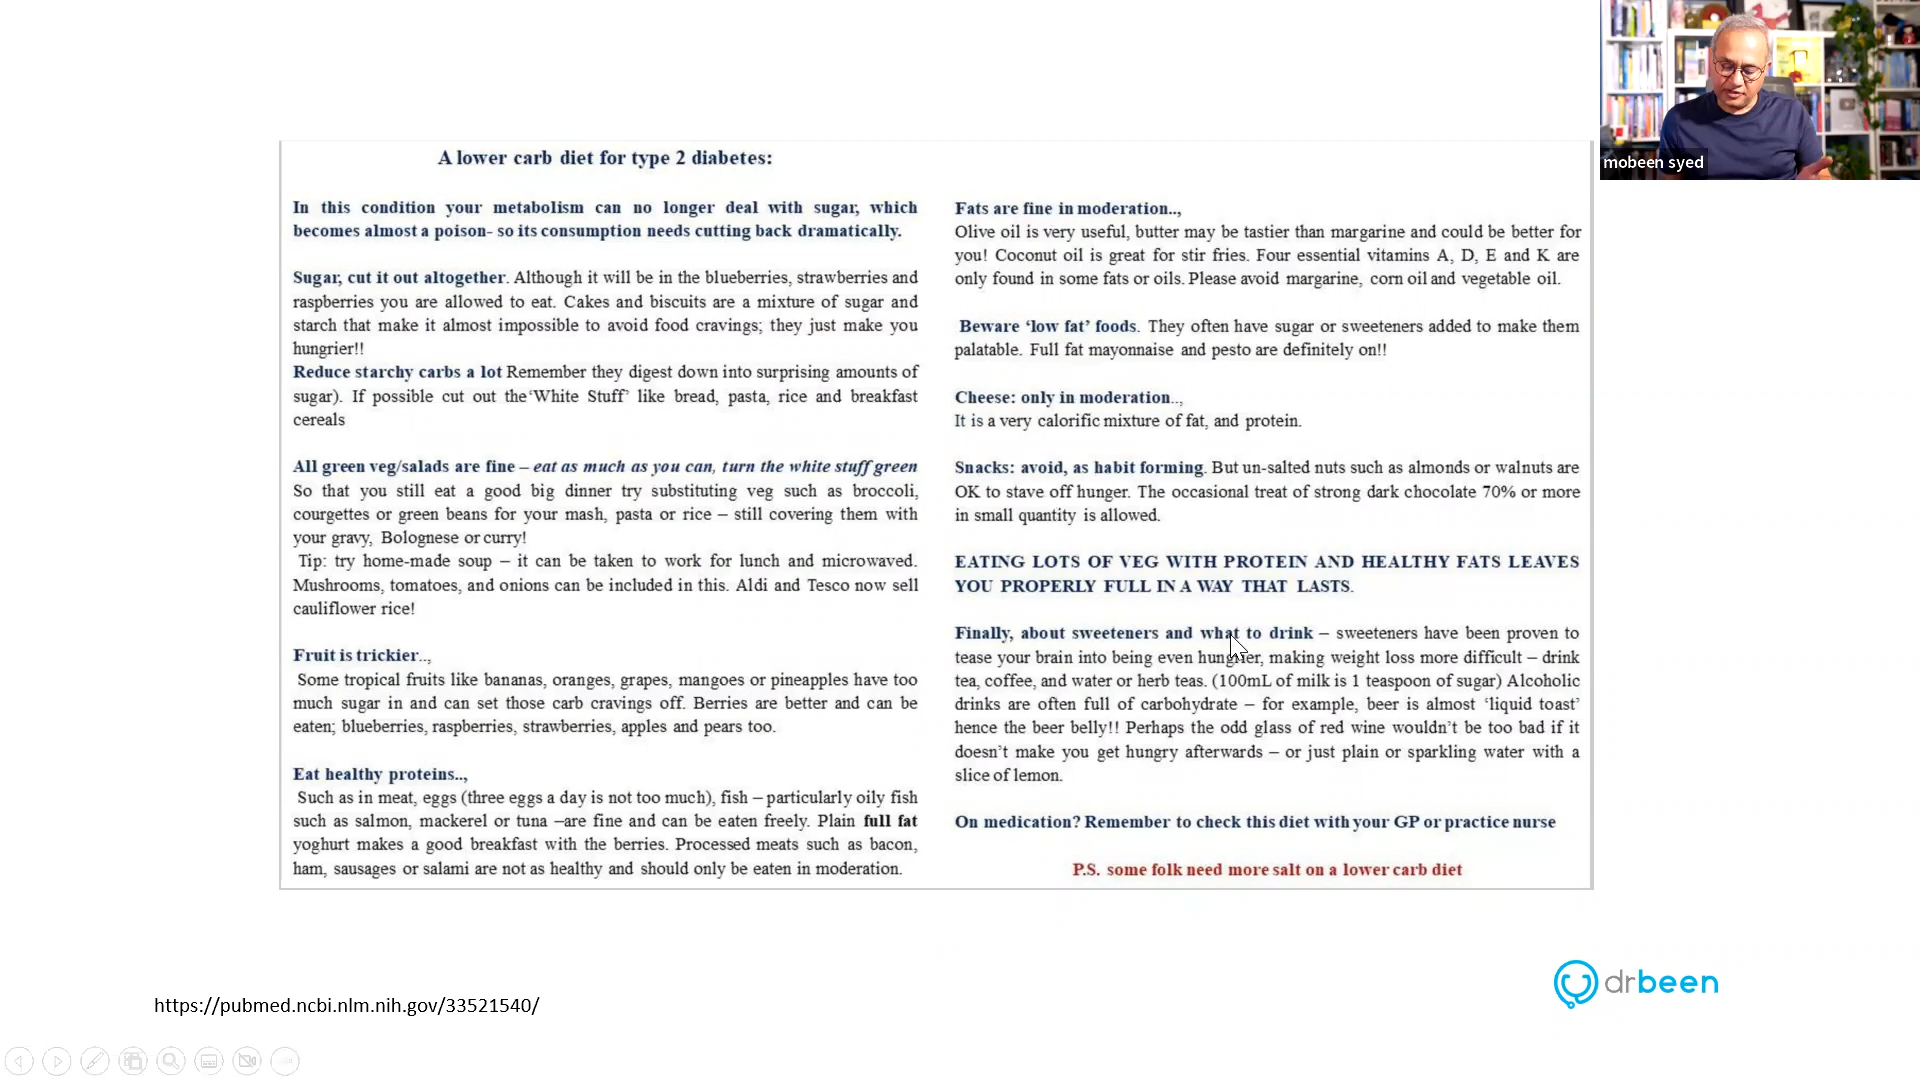 mobeen syed
A lower carb diet for type 2 diabetes:
In this condition your metabolism can no longer deal with sugar, which
becomes almost a poison- so its consumption needs cutting back dramatically.
Sugar, cut it out altogether. Although it will be in the blueberries, strawberries and
raspberries you are allowed to eat. Cakes and biscuits are a mixture of sugar and
starch that make it almost impossible to avoid food cravings; they just make you
hungrier!!
Reduce starchy carbs a lot Remember they digest down into surprising amounts of
sugar). If possible cut out the‘White Stuff’ like bread, pasta, rice and breakfast
cereals
All green veg/salads are fine – eat as much as you can, turn the white stuff green
So that you still eat a good big dinner try substituting veg such as broccoli,
courgettes or green beans for your mash, pasta or rice – still covering them with
your gravy, Bolognese or curry!
Tip: try home-made soup – it can be taken to work for lunch and microwaved.
Mushrooms, tomatoes, and onions can be included in this. Aldi and Tesco now sell
cauliflower rice!
Fruit is trickier..,
Some tropical fruits like bananas, oranges, grapes, mangoes or pineapples have too
much sugar in and can set those carb cravings off. Berries are better and can be
eaten; blueberries, raspberries, strawberries, apples and pears too.
Eat healthy proteins..,
Such as in meat, eggs (three eggs a day is not too much), fish – particularly oily fish
such as salmon, mackerel or tuna –are fine and can be eaten freely. Plain full fat
yoghurt makes a good breakfast with the berries. Processed meats such as bacon,
ham, sausages or salami are not as healthy and should only be eaten in moderation.
Fats are fine in moderation..,
Olive oil is very useful, butter may be tastier than margarine and could be better for
you! Coconut oil is great for stir fries. Four essential vitamins A, D, E and K are
only found in some fats or oils. Please avoid margarine, corn oil and vegetable oil.
Beware ‘low fat’ foods. They often have sugar or sweeteners added to make them
palatable. Full fat mayonnaise and pesto are definitely on!!
Cheese: only in moderation..,
It is a very calorific mixture of fat, and protein.
Snacks: avoid, as habit forming. But un-salted nuts such as almonds or walnuts are
OK to stave off hunger. The occasional treat of strong dark chocolate 70% or more
in small quantity is allowed.
EATING LOTS OF VEG WITH PROTEIN AND HEALTHY FATS LEAVES
YOU PROPERLY FULL IN A WAY THAT LASTS.
Finally, about sweeteners and what to drink – sweeteners have been proven to
tease your brain into being even hungrier, making weight loss more difficult – drink
tea, coffee, and water or herb teas. (100mL of milk is 1 teaspoon of sugar) Alcoholic
drinks are often full of carbohydrate – for example, beer is almost ‘liquid toast’
hence the beer belly!! Perhaps the odd glass of red wine wouldn’t be too bad if it
doesn’t make you get hungry afterwards – or just plain or sparkling water with a
slice of lemon.
On medication? Remember to check this diet with your GP or practice nurse
P.S. some folk need more salt on a lower carb diet
drbeen
https://pubmed.ncbi.nlm.nih.gov/33521540/